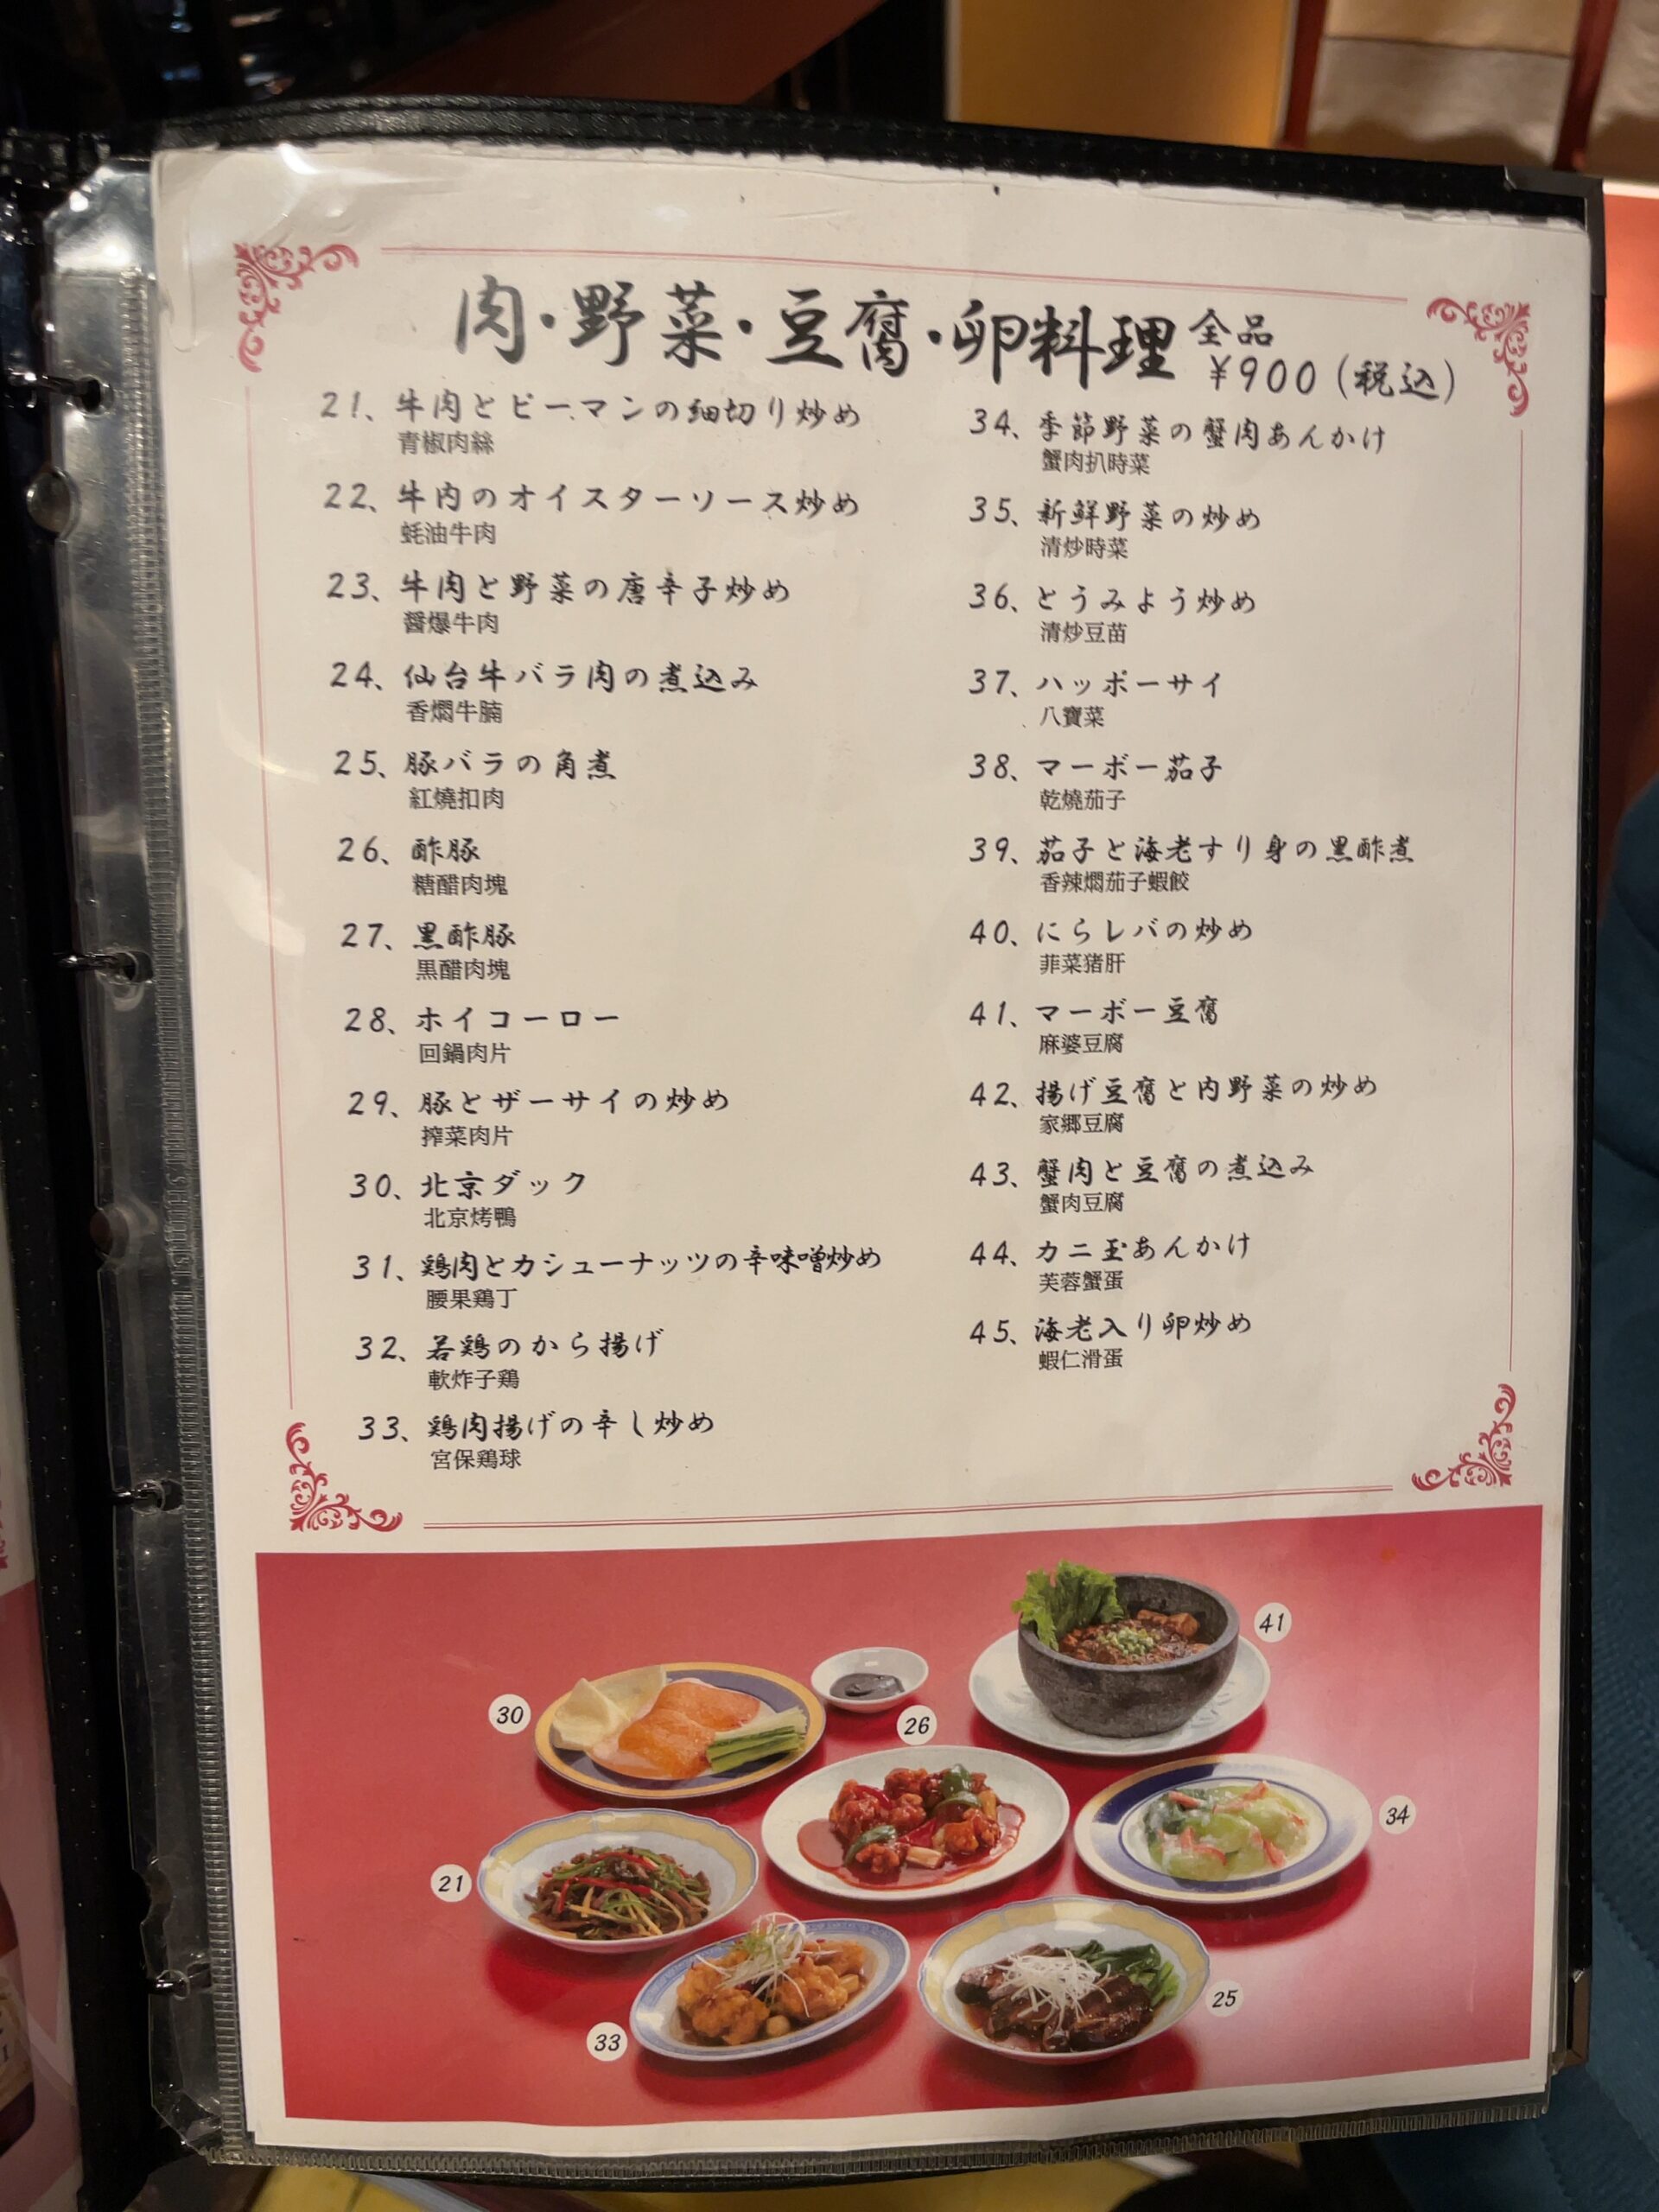 肉・野菜・豆腐・卵料理 全品
¥900(税込)
21、牛肉とピーマンの細切り炒め
青椒肉絲
22、牛肉のオイスターソース炒め
蚝油牛肉
23、牛肉と野菜の唐辛子炒め
醬爆牛肉
24、仙台牛バラ肉の煮込み
香燜牛腩
25、豚バラの角煮
紅燒扣肉
26、酢豚
糖醋肉塊
27、黒酢豚
黒醋肉塊
28、ホイコーロー
回鍋肉片
29、豚とザーサイの炒め
搾菜肉片
30、北京ダック
北京烤鴨
31、鶏肉とカシューナッツの辛味噌炒め
腰果鶏丁
32、若鶏のから揚げ
軟炸子鶏
33、鶏肉揚げの辛し炒め
宮保鶏球
34、季節野菜の蟹肉あんかけ
蟹肉扒時菜
35、新鮮野菜の炒め
清炒時菜
36、とうみょう炒め
清炒豆苗
37、ハッポーサイ
八寶菜
38、マーボー茄子
乾燒茄子
39、茄子と海老すり身の黒酢煮
香辣燜茄子蝦餃
40、にらレバの炒め
菲菜猪肝
41、マーボー豆腐
麻婆豆腐
42、揚げ豆腐と内野菜の炒め
家郷豆腐
43、蟹肉と豆腐の煮込み
蟹肉豆腐
44、カニ玉あんかけ
芙蓉蟹蛋
45、海老入り卵炒め
蝦仁滑蛋
41
30
26
34
21
25
33